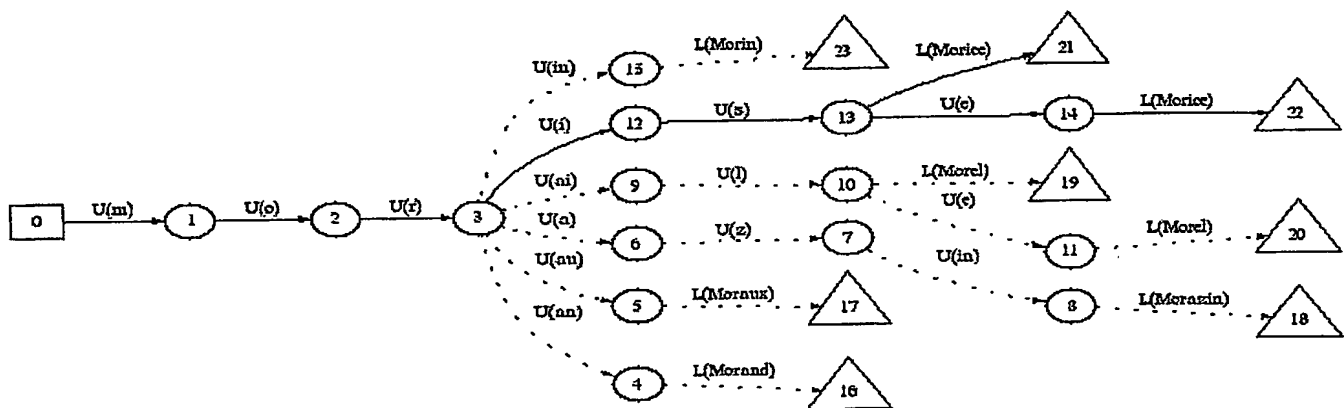 U(in) 15 L(Morin) 23 L(Morice) 21
U(i) 12 U(s) 13 U(e) 14 L(Morice) 22
U(ai) 9 U(l) 10 L(Morel) 19
0 U(m) 1 U(o) 2 U(r) 3 U(a) 6 U(z) 7 U(e) 11 L(Morel) 20
U(au) 5 L(Moraux) 17 U(in) 8 L(Morazin) 18
U(an) 4 L(Morand) 16